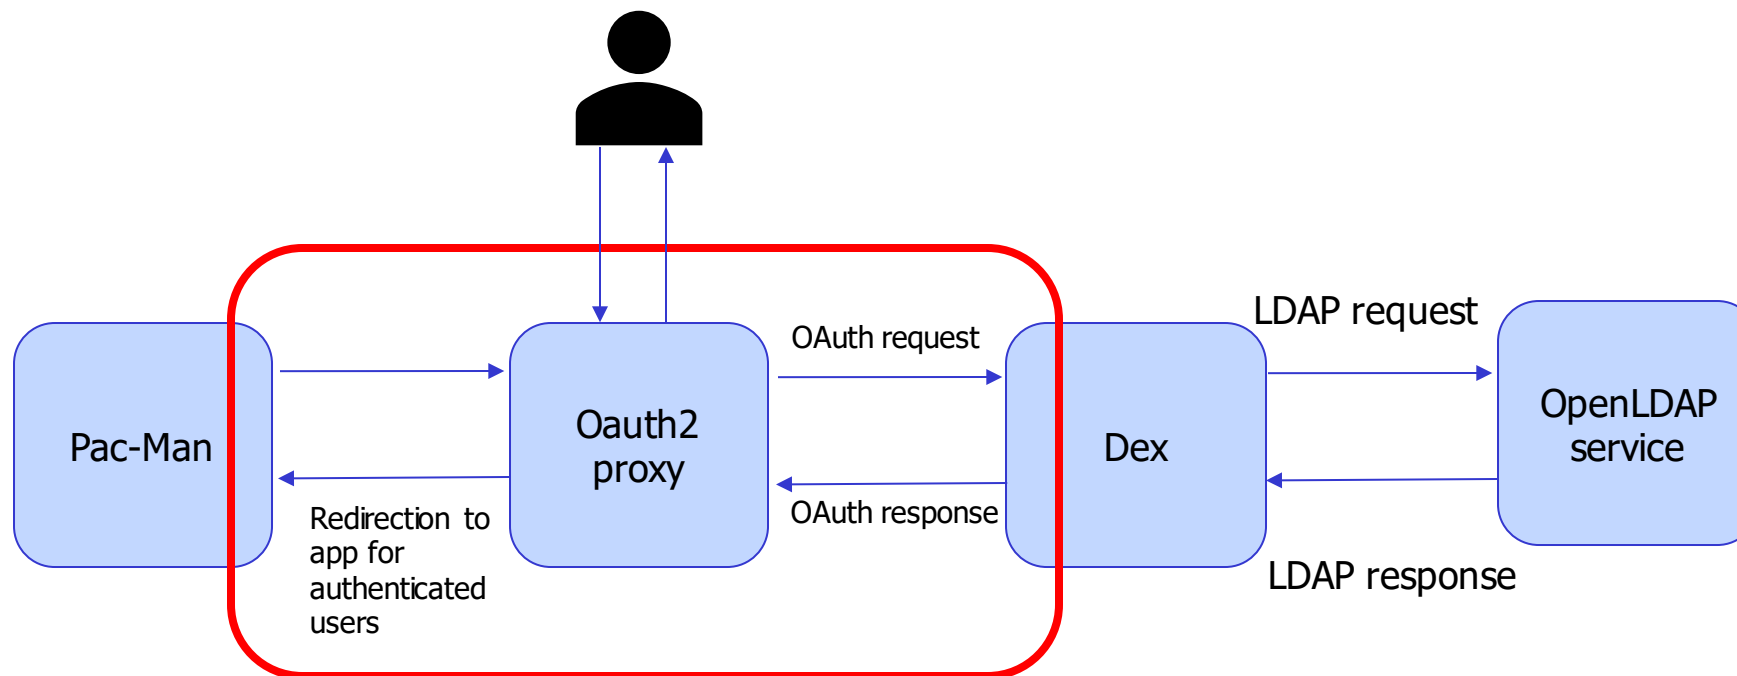 Pac-Man
Redirection to
app for
authenticated
users
Oauth2
proxy
OAuth request
OAuth response
Dex
LDAP request
LDAP response
OpenLDAP
service